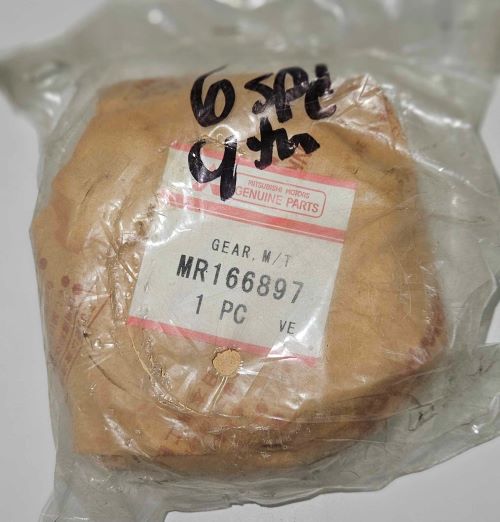 6 spd
4th
MITSUBISHI MOTORS
GENUINE PARTS
GEAR, M/T
MR166897
1 PC
VE